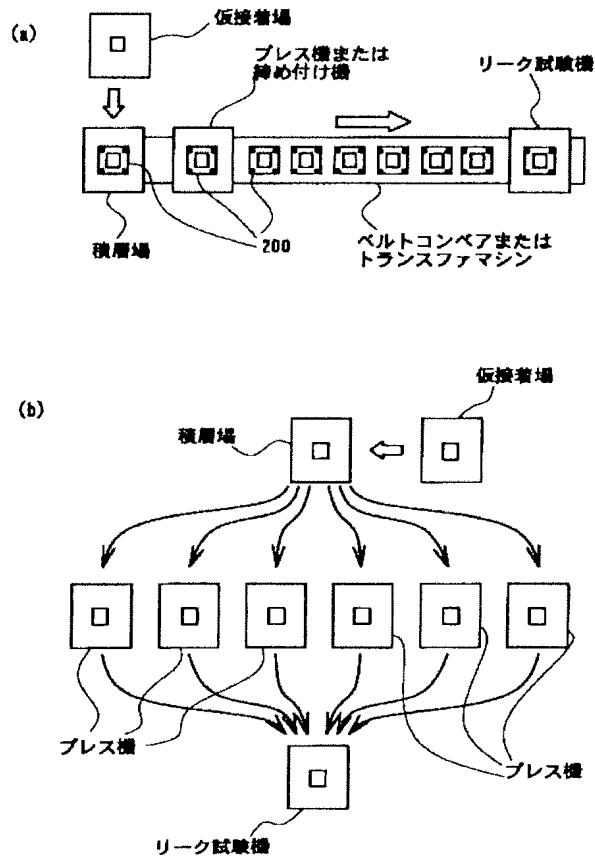 (a)
仮接着場
プレス機または
締め付け機
リーク試験機
積層場
200
ベルトコンベアまたは
トランスファマシン
(b)
仮接着場
積層場
プレス機
プレス機
リーク試験機